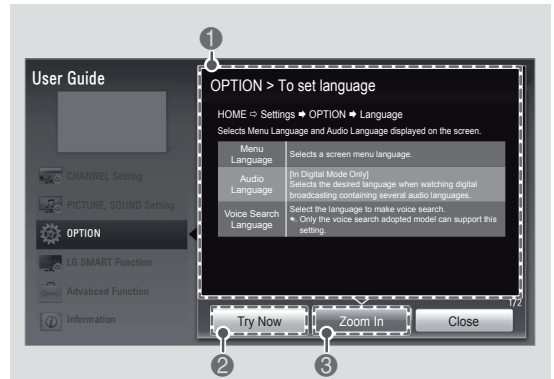 1
User Guide
OPTION > To set language
HOME ⇨ Settings ➡ OPTION ➡ Language
Selects Menu Language and Audio Language displayed on the screen.
Menu
Language
Selects a screen menu language.
Audio
Language
[In Digital Mode Only]
Selects the desired language when watching digital
broadcasting containing several audio languages.
Voice Search
Language
Select the language to make voice search.
Only the voice search adopted model can support this
setting.
CHANNEL Setting
PICTURE, SOUND Setting
OPTION
LG SMART Function
Advabced Function
Information
1/2
Try Now
Zoom In
Close
2
3